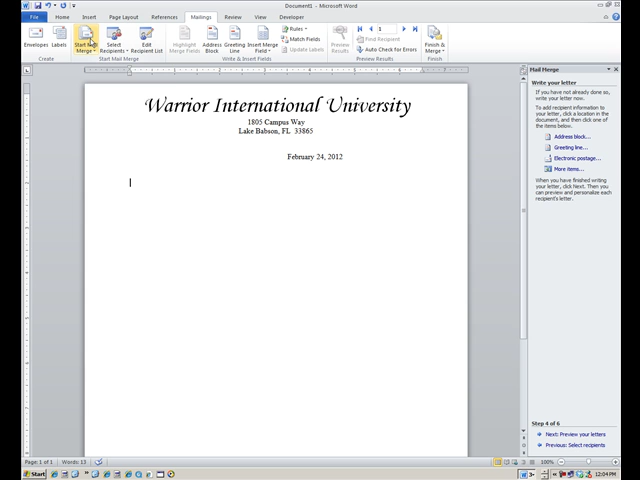 Document1 - Microsoft Word
File Home Insert Page Layout References Mailings Review View Developer
Envelopes Labels Start Mail Merge Select Recipients Edit Recipient List Highlight Merge Fields Address Block Greeting Line Insert Merge Field Rules Match Fields Update Labels Preview Results 1 Find Recipient Auto Check for Errors Finish & Merge
Create Start Mail Merge Write & Insert Fields Preview Results Finish
Warrior International University
1805 Campus Way
Lake Babson, FL 33865
February 24, 2012
Mail Merge
Write your letter
If you have not already done so, write your letter now.
To add recipient information to your letter, click a location in the document, and then click one of the items below.
Address block...
Greeting line...
Electronic postage...
More items...
When you have finished writing your letter, click Next. Then you can preview and personalize each recipient's letter.
Step 4 of 6
Next: Preview your letters
Previous: Select recipients
Page: 1 of 1 Words: 13 100%
Start 12:04 PM